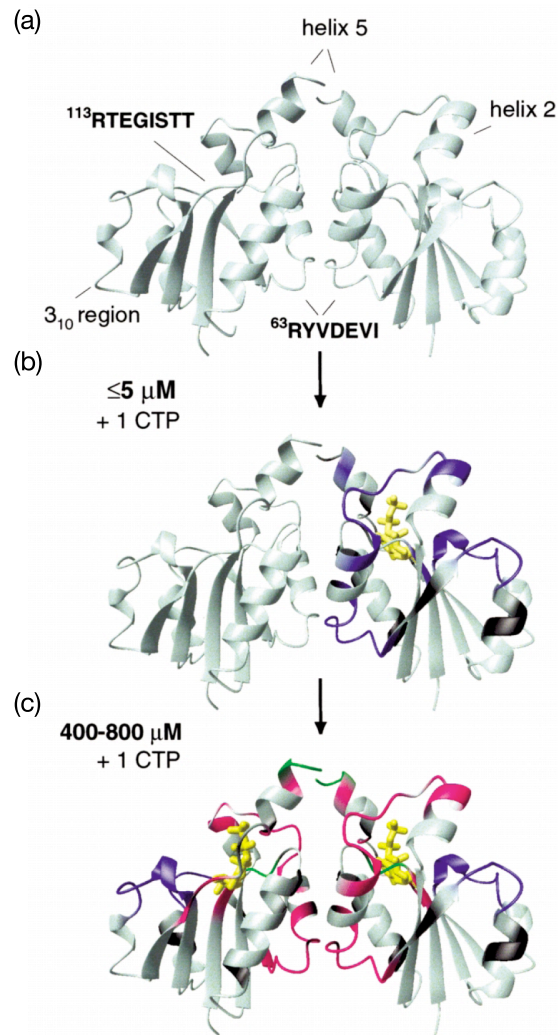 (a)
helix 5
¹¹³RTEGISTT
helix 2
3₁₀ region
⁶³RYVDEVI
(b)
≤5 μM
+ 1 CTP
(c)
400-800 μM
+ 1 CTP